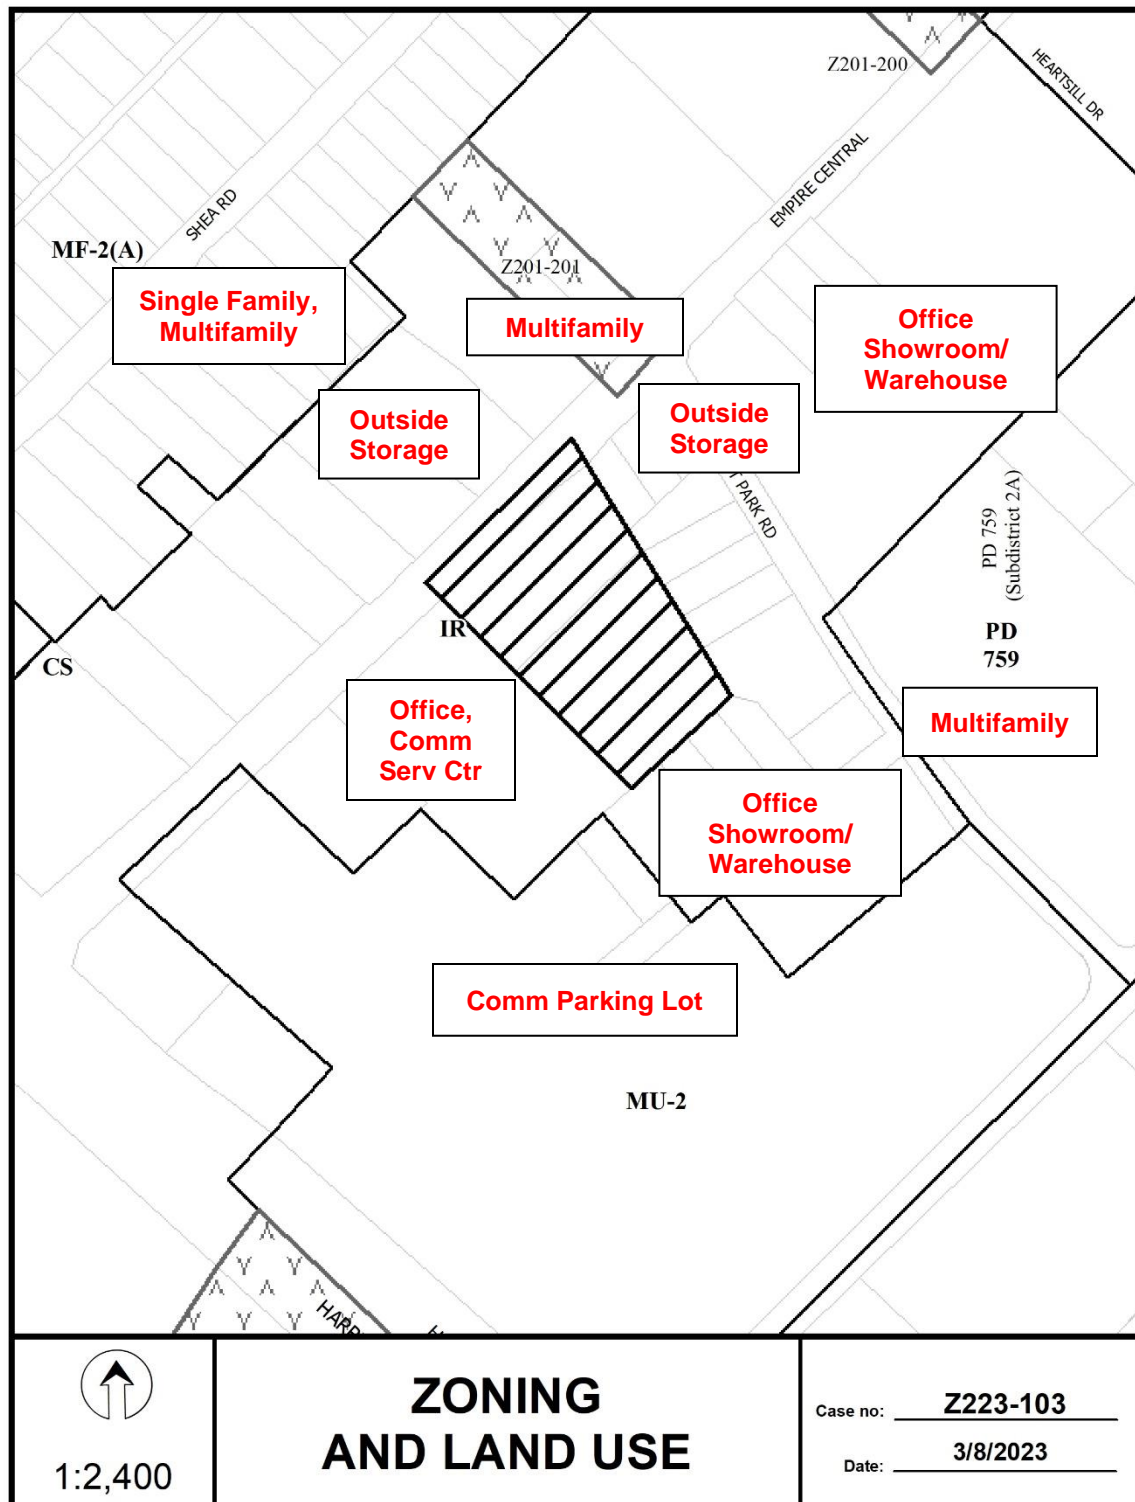 Z201-200
HEARTSILL DR
EMPIRE CENTRAL
SHEA RD
MF-2(A)
Z201-201
Single Family,
Multifamily
Multifamily
Office
Showroom/
Warehouse
Outside
Storage
Outside
Storage
PARK RD
PD 759
(Subdistrict 2A)
PD
759
IR
CS
Office,
Comm
Serv Ctr
Multifamily
Office
Showroom/
Warehouse
Comm Parking Lot
MU-2
1:2,400
ZONING
AND LAND USE
Case no: Z223-103
Date: 3/8/2023